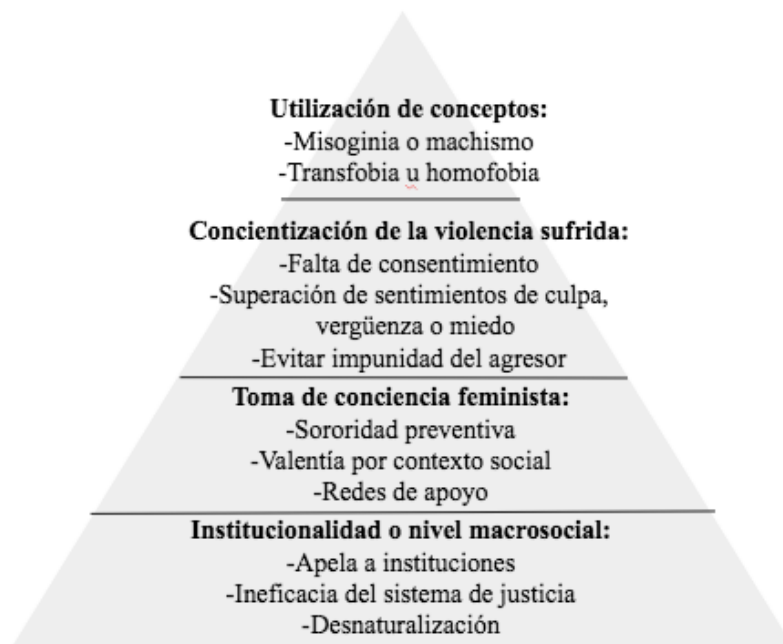 Utilización de conceptos:
-Misoginia o machismo
-Transfobia u homofobia
Concientización de la violencia sufrida:
-Falta de consentimiento
-Superación de sentimientos de culpa,
vergüenza o miedo
-Evitar impunidad del agresor
Toma de conciencia feminista:
-Sororidad preventiva
-Valentía por contexto social
-Redes de apoyo
Institucionalidad o nivel macrosocial:
-Apela a instituciones
-Ineficacia del sistema de justicia
-Desnaturalización